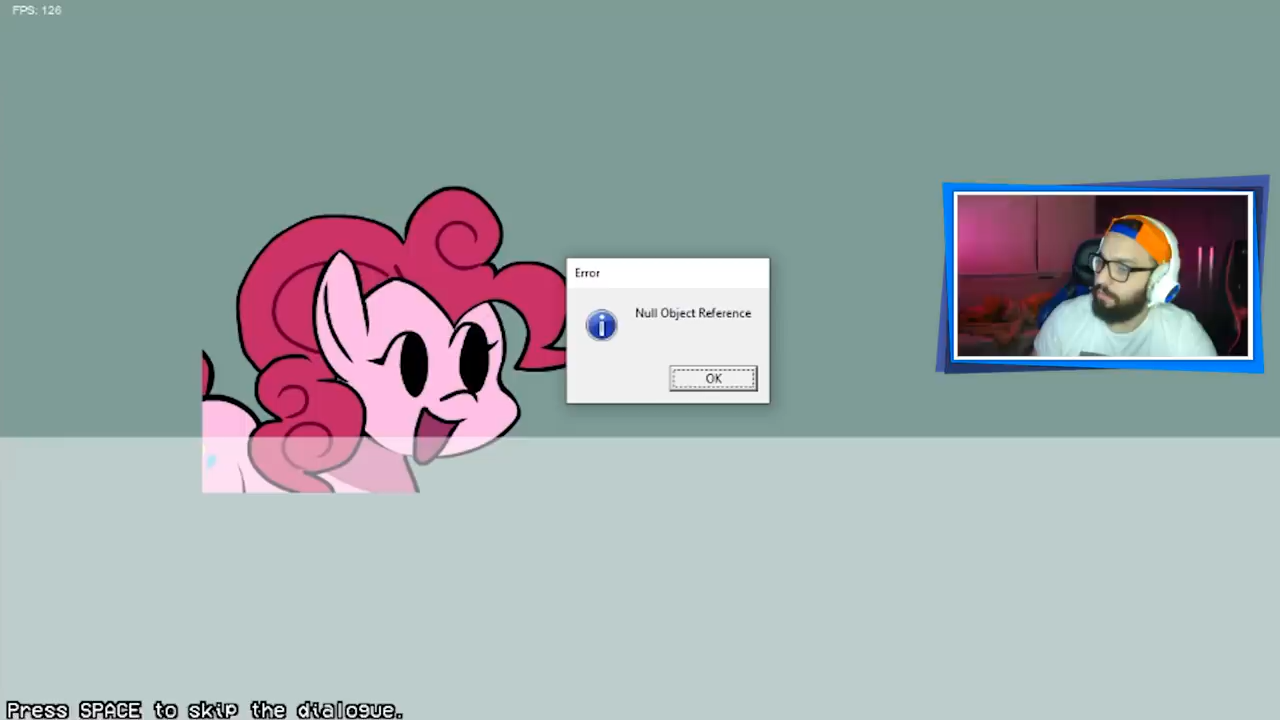 FPS: 126
Error
Null Object Reference
OK
Press SPACE to skip the dialogue.